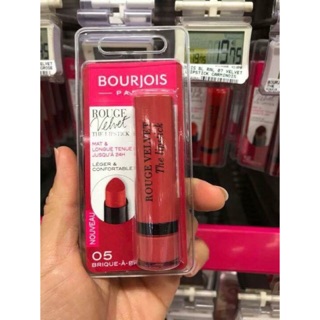 BOURJOIS
ROUGE
Velvet
THE LIPSTICK
MAT &
LONGUE TENUE
JUSQU'À 24H
LÉGER &
CONFORTABLE
NOUVEAU
05
BRIQUE-À-BR
ROUGE VELVET
The lipstick